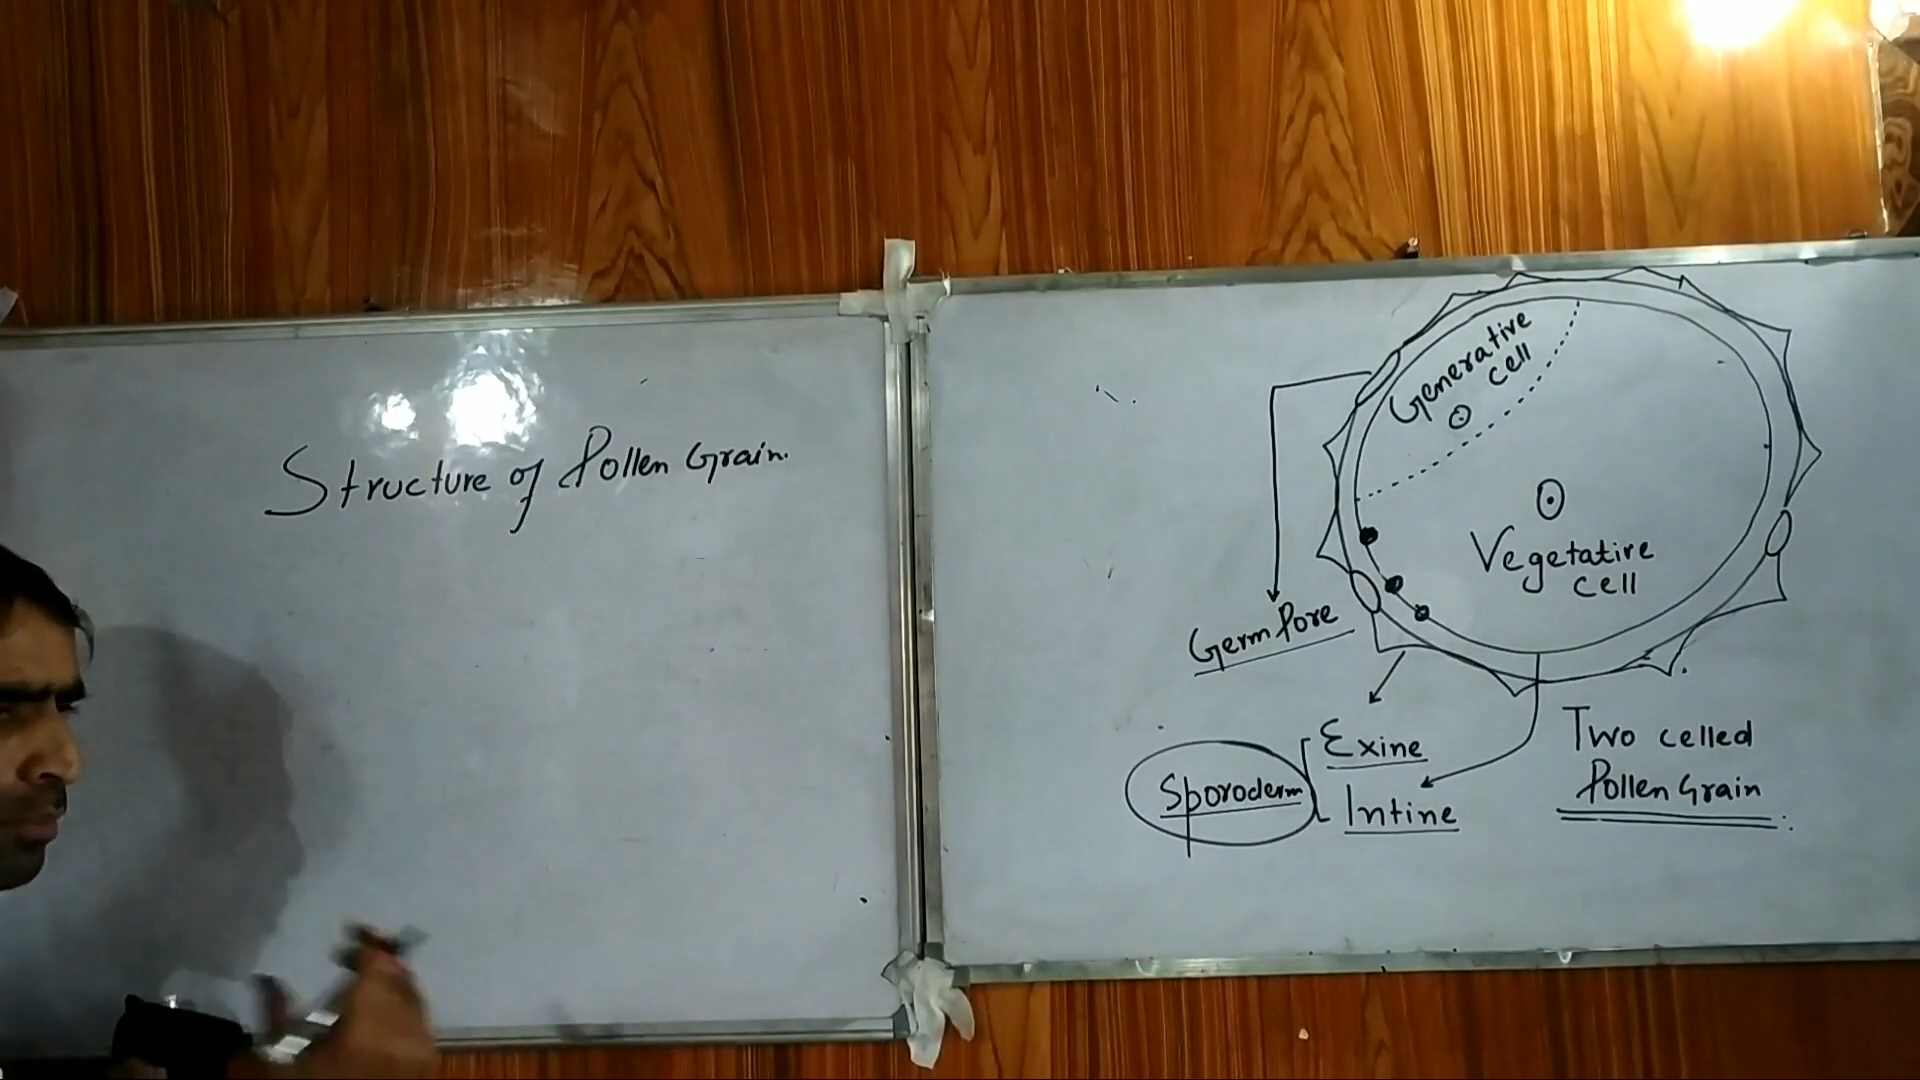 Structure of Pollen Grain.
Generative
cell
Vegetative
cell
Germ Pore
Exine
Sporoderm
Intine
Two celled
Pollen Grain